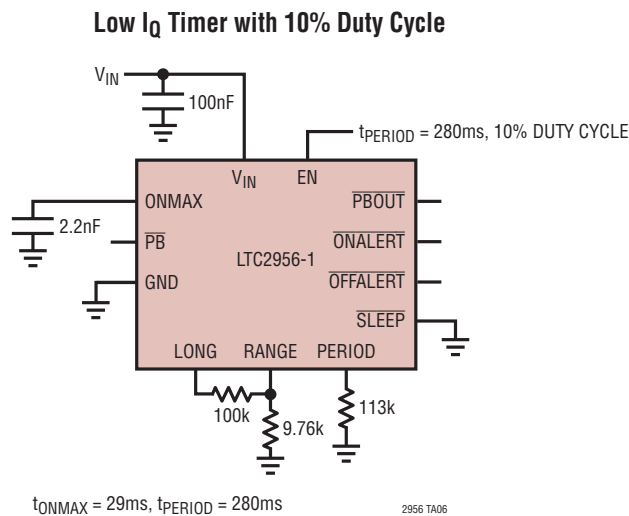 Low IQ Timer with 10% Duty Cycle
VIN
100nF
tPERIOD = 280ms, 10% DUTY CYCLE
VIN
EN
ONMAX
PBOUT
2.2nF
PB
ONALERT
LTC2956-1
GND
OFFALERT
SLEEP
LONG
RANGE
PERIOD
100k
9.76k
113k
tONMAX = 29ms, tPERIOD = 280ms
2956 TA06